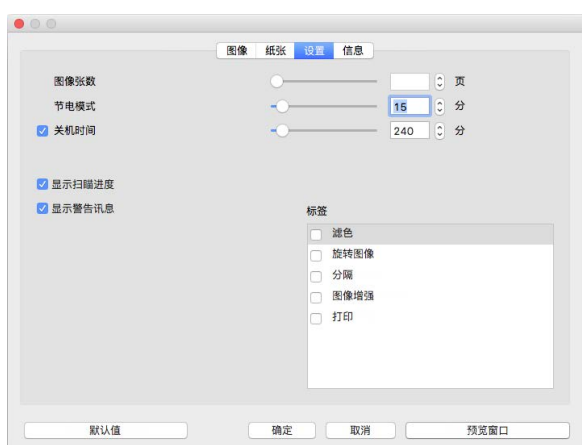 图像 纸张 设置 信息
图像张数 页
节电模式 15 分
关机时间 240 分
显示扫瞄进度
显示警告讯息
标签
滤色
旋转图像
分隔
图像增强
打印
默认值 确定 取消 预览窗口